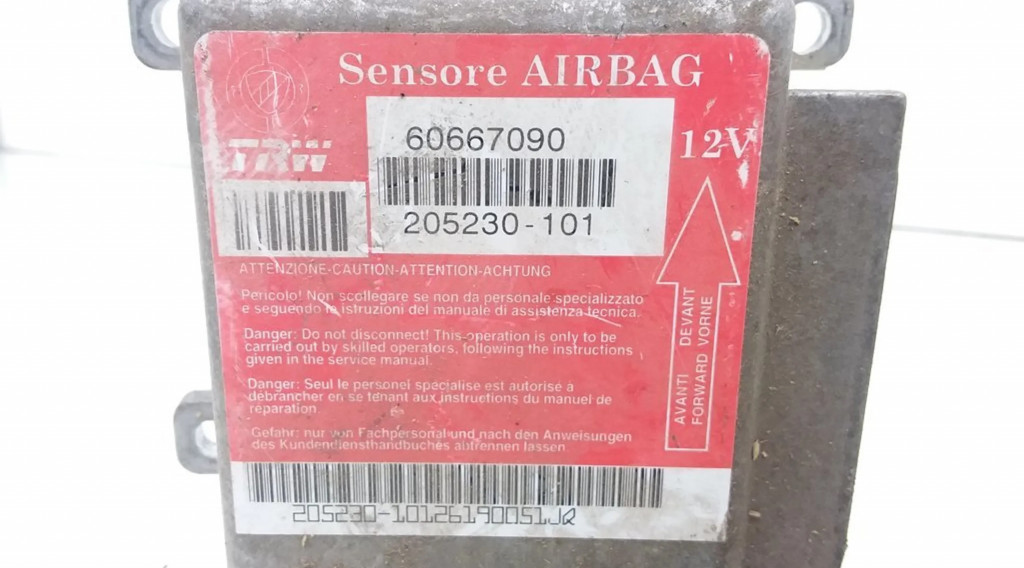 Sensore AIRBAG
TRW
60667090
12V
205230-101
ATTENZIONE-CAUTION-ATTENTION-ACHTUNG
Pericolo! Non scollegare se non da personale specializzato
e seguendo le istruzioni del manuale di assistenza tecnica.
Danger: Do not disconnect! This operation is only to be
carried out by skilled operators, following the instructions
given in the service manual.
Danger: Seul le personel specialise est autorisé à
debrancher en se tenant aux instructions du manuel de
réparation.
Gefahr: nur von Fachpersonal und nach den Anweisungen
des Kundendiensthandbuches abtrennen lassen
AVANTI DEVANT
FORWARD VORNE
205230-10126190051JQ